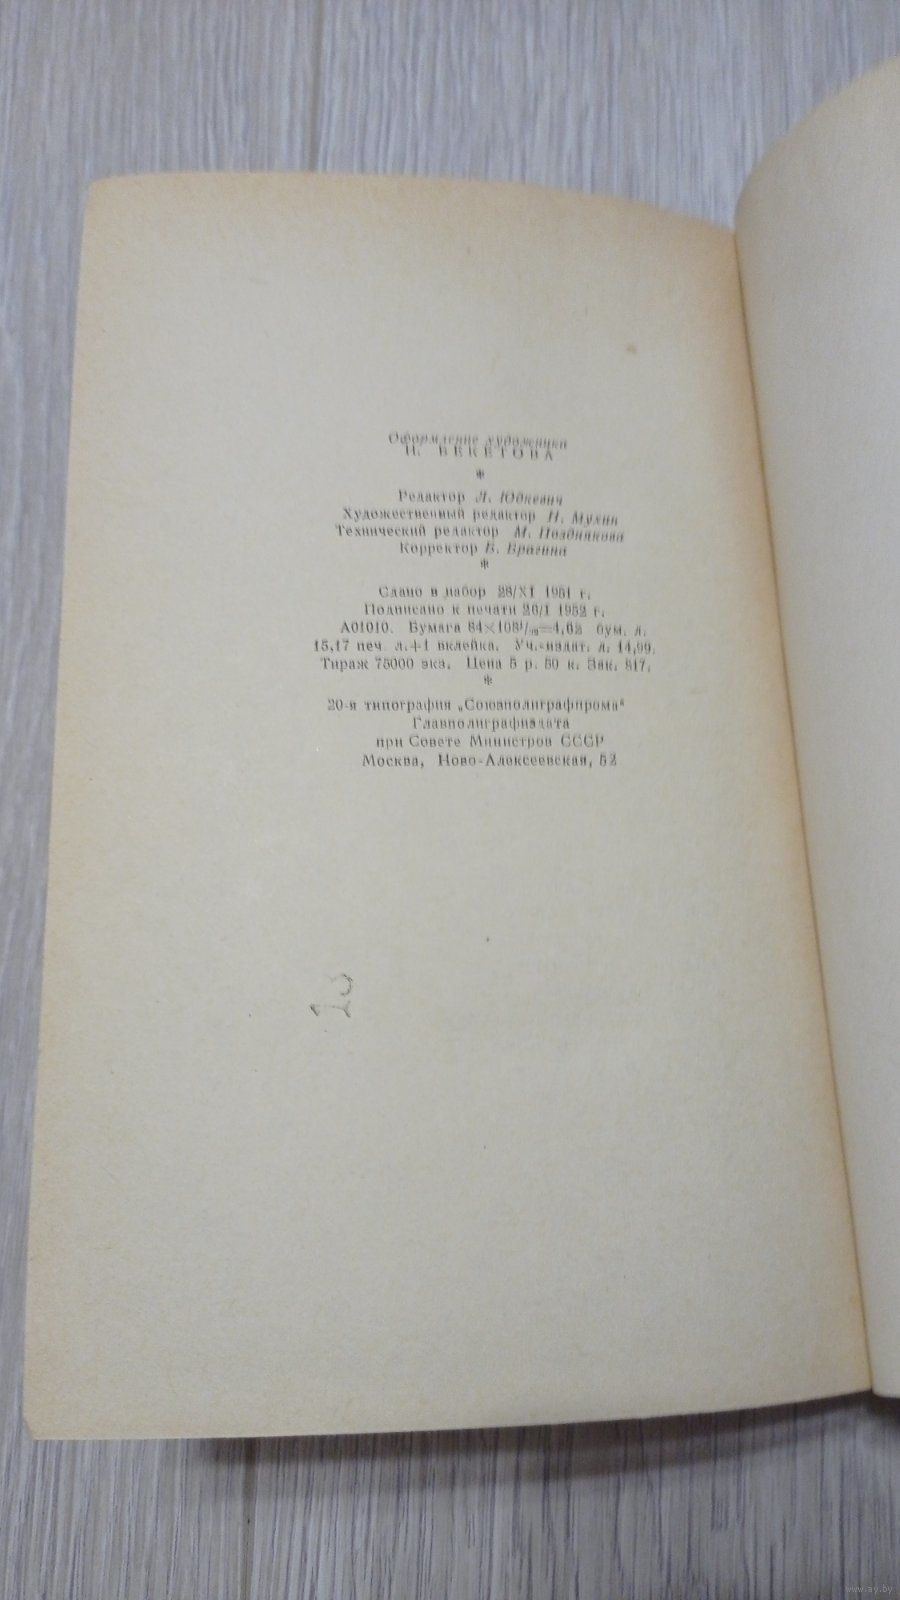 Оформление художника
Н. БЕКЕТОВА
*
Редактор Л. Юдкевич
Художественный редактор Н. Мухин
Технический редактор М. Позднякова
Корректор Е. Брагина
*
Сдано в набор 28/XI 1951 г.
Подписано к печати 26/I 1952 г.
А01010. Бумага 84×108¹/₃₂=4,62 бум. л.
15,17 печ. л.+1 вклейка. Уч.-издат. л. 14,99.
Тираж 75000 экз. Цена 5 р. 50 к. Зак. 817.
*
20-я типография „Союзполиграфпрома“
Главполиграфиздата
при Совете Министров СССР
Москва, Ново-Алексеевская, 52
www.ay.by